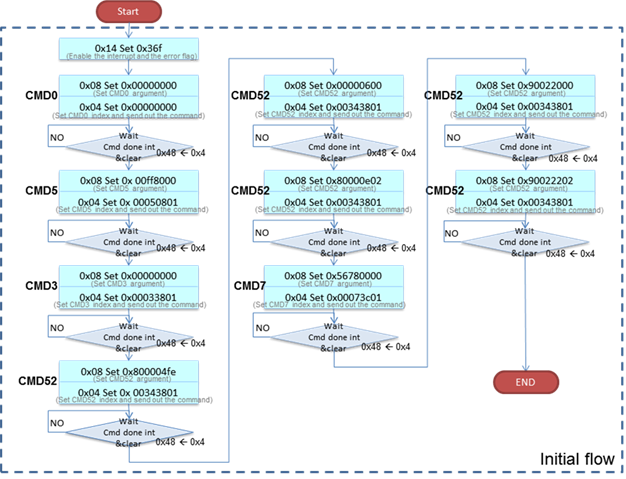 Start
0x14 Set 0x36f
(Enable the interrupt and the error flag)
CMD0
0x08 Set 0x00000000
(Set CMD0 argument)
0x04 Set 0x00000000
(Set CMD0 index and send out the command)
NO
Wait
Cmd done int
&clear
0x48 ← 0x4
CMD5
0x08 Set 0x 00ff8000
(Set CMD5 argument)
0x04 Set 0x 00050801
(Set CMD5 index and send out the command)
NO
Wait
Cmd done int
&clear
0x48 ← 0x4
CMD3
0x08 Set 0x00000000
(Set CMD3 argument)
0x04 Set 0x00033801
(Set CMD3 index and send out the command)
NO
Wait
Cmd done int
&clear
0x48 ← 0x4
CMD52
0x08 Set 0x800004fe
(Set CMD52 argument)
0x04 Set 0x 00343801
(Set CMD52 index and send out the command)
NO
Wait
Cmd done int
&clear
0x48 ← 0x4
CMD52
0x08 Set 0x00000600
(Set CMD52 argument)
0x04 Set 0x00343801
(Set CMD52 index and send out the command)
NO
Wait
Cmd done int
&clear
0x48 ← 0x4
CMD52
0x08 Set 0x80000e02
(Set CMD52 argument)
0x04 Set 0x00343801
(Set CMD52 index and send out the command)
NO
Wait
Cmd done int
&clear
0x48 ← 0x4
CMD7
0x08 Set 0x56780000
(Set CMD7 argument)
0x04 Set 0x00073c01
(Set CMD7 index and send out the command)
NO
Wait
Cmd done int
&clear
0x48 ← 0x4
CMD52
0x08 Set 0x90022000
(Set CMD52 argument)
0x04 Set 0x00343801
(Set CMD52 index and send out the command)
NO
Wait
Cmd done int
&clear
0x48 ← 0x4
CMD52
0x08 Set 0x90022202
(Set CMD52 argument)
0x04 Set 0x00343801
(Set CMD52 index and send out the command)
NO
Wait
Cmd done int
&clear
0x48 ← 0x4
END
Initial flow